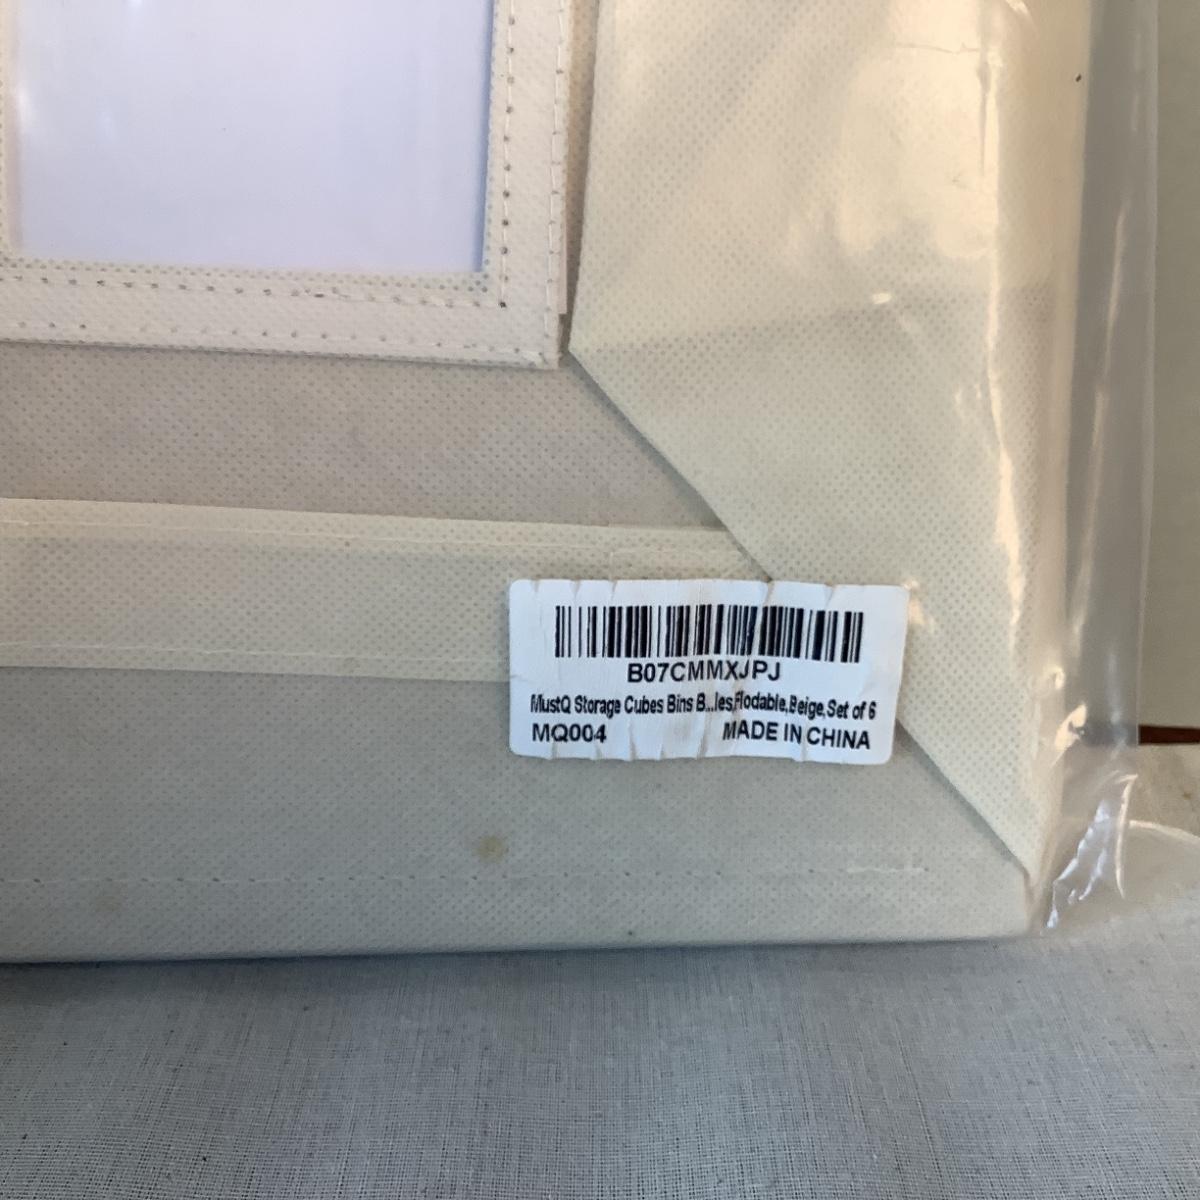 B07CMMXJPJ
MustQ Storage Cubes Bins B...les,Flodable,Beige,Set of 6
MQ004 MADE IN CHINA